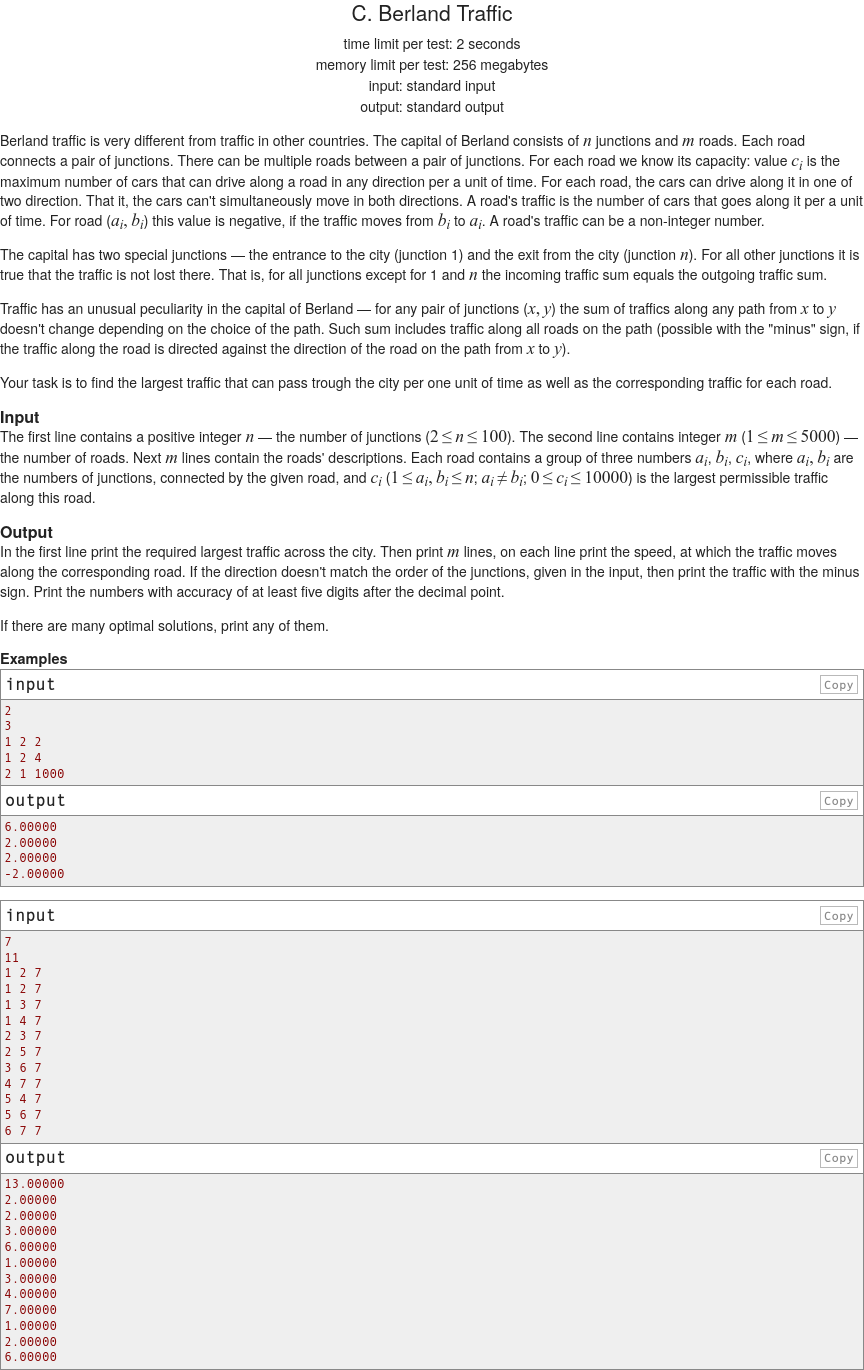 C. Berland Traffic
time limit per test: 2 seconds
memory limit per test: 256 megabytes
input: standard input
output: standard output
Berland traffic is very different from traffic in other countries. The capital of Berland consists of n junctions and m roads. Each road
connects a pair of junctions. There can be multiple roads between a pair of junctions. For each road we know its capacity: value c_i is the
maximum number of cars that can drive along a road in any direction per a unit of time. For each road, the cars can drive along it in one of
two direction. That it, the cars can't simultaneously move in both directions. A road's traffic is the number of cars that goes along it per a unit
of time. For road (a_i, b_i) this value is negative, if the traffic moves from b_i to a_i. A road's traffic can be a non-integer number.
The capital has two special junctions — the entrance to the city (junction 1) and the exit from the city (junction n). For all other junctions it is
true that the traffic is not lost there. That is, for all junctions except for 1 and n the incoming traffic sum equals the outgoing traffic sum.
Traffic has an unusual peculiarity in the capital of Berland — for any pair of junctions (x, y) the sum of traffics along any path from x to y
doesn't change depending on the choice of the path. Such sum includes traffic along all roads on the path (possible with the "minus" sign, if
the traffic along the road is directed against the direction of the road on the path from x to y).
Your task is to find the largest traffic that can pass trough the city per one unit of time as well as the corresponding traffic for each road.
Input
The first line contains a positive integer n — the number of junctions (2 ≤ n ≤ 100). The second line contains integer m (1 ≤ m ≤ 5000) —
the number of roads. Next m lines contain the roads' descriptions. Each road contains a group of three numbers a_i, b_i, c_i, where a_i, b_i are
the numbers of junctions, connected by the given road, and c_i (1 ≤ a_i, b_i ≤ n; a_i ≠ b_i; 0 ≤ c_i ≤ 10000) is the largest permissible traffic
along this road.
Output
In the first line print the required largest traffic across the city. Then print m lines, on each line print the speed, at which the traffic moves
along the corresponding road. If the direction doesn't match the order of the junctions, given in the input, then print the traffic with the minus
sign. Print the numbers with accuracy of at least five digits after the decimal point.
If there are many optimal solutions, print any of them.
Examples
input Copy
2
3
1 2 2
1 2 4
2 1 1000
output Copy
6.00000
2.00000
2.00000
-2.00000
input Copy
7
11
1 2 7
1 2 7
1 3 7
1 4 7
2 3 7
2 5 7
3 6 7
4 7 7
5 4 7
5 6 7
6 7 7
output Copy
13.00000
2.00000
2.00000
3.00000
6.00000
1.00000
3.00000
4.00000
7.00000
1.00000
2.00000
6.00000